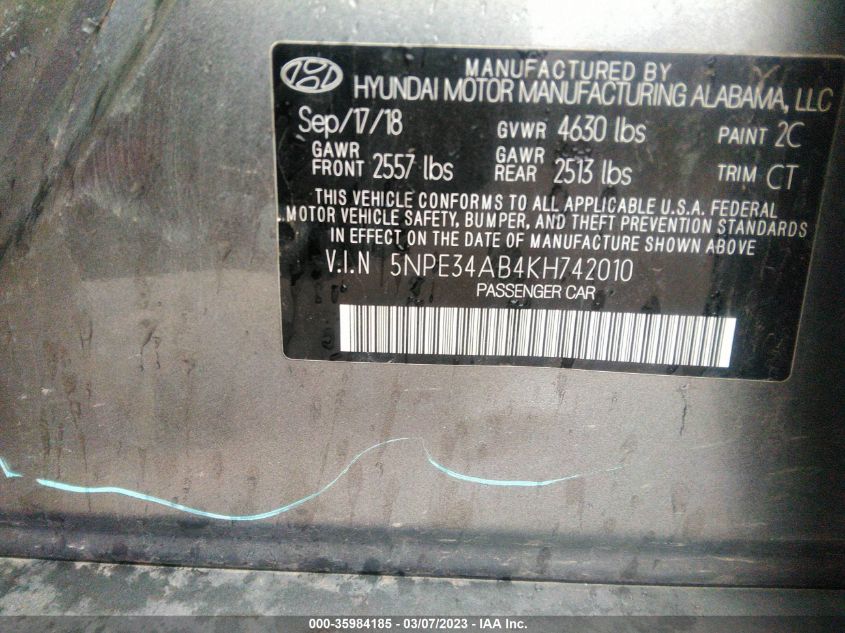 MANUFACTURED BY
HYUNDAI MOTOR MANUFACTURING ALABAMA, LLC
Sep/17/18 GVWR 4630 lbs PAINT 2C
GAWR FRONT 2557 lbs GAWR REAR 2513 lbs TRIM CT
THIS VEHICLE CONFORMS TO ALL APPLICABLE U.S.A. FEDERAL
MOTOR VEHICLE SAFETY, BUMPER, AND THEFT PREVENTION STANDARDS
IN EFFECT ON THE DATE OF MANUFACTURE SHOWN ABOVE
V.I.N 5NPE34AB4KH742010
PASSENGER CAR
000-35984185 — 03/07/2023 — IAA Inc.